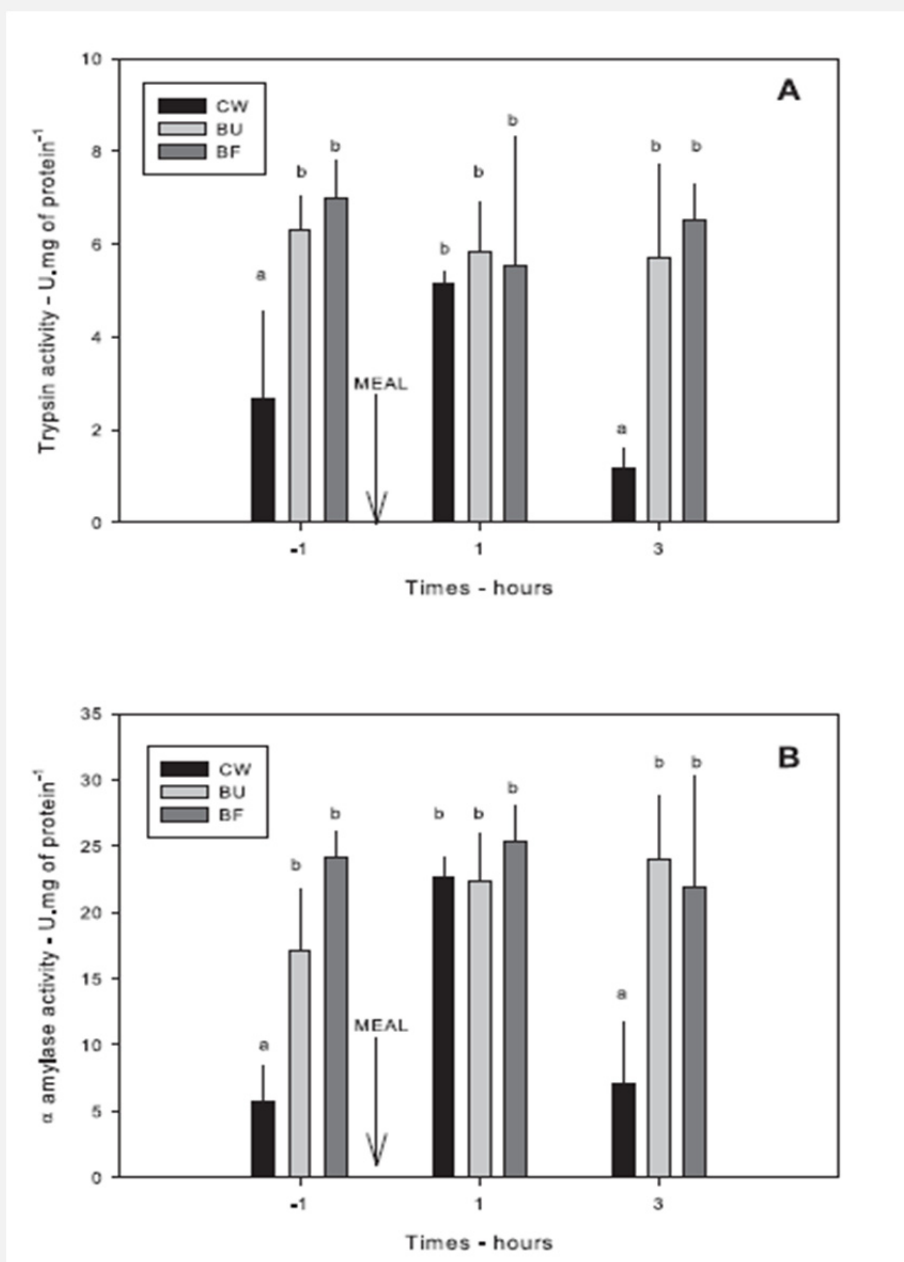 10
A
CW
BU
BF
8
6
4
2
0
Trypsin activity - U.mg of protein-1
a
b
b
MEAL
b
b
b
a
b
b
-1
1
3
Times - hours
35
B
CW
BU
BF
30
25
20
15
10
5
0
α amylase activity - U.mg of protein-1
a
b
b
MEAL
b
b
b
a
b
b
-1
1
3
Times - hours